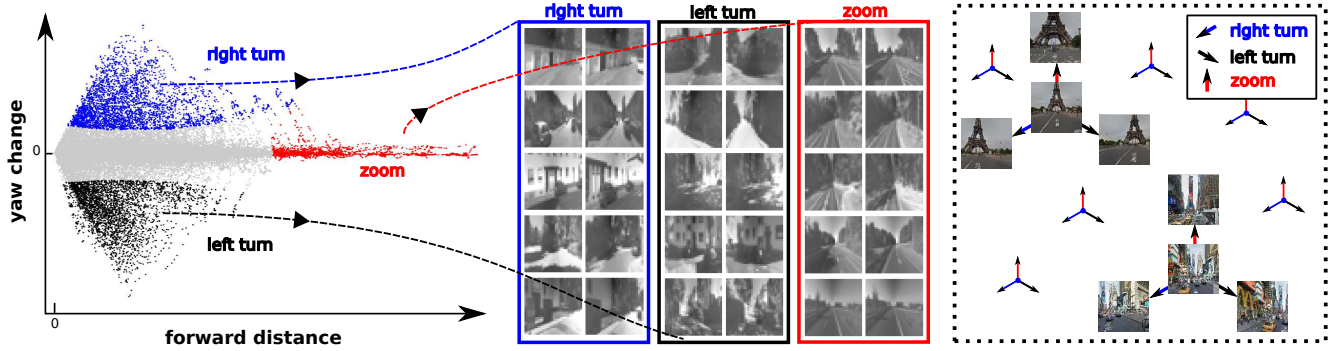 yaw change
0
right turn
zoom
left turn
0
forward distance
right turn
left turn
zoom
right turn
left turn
zoom